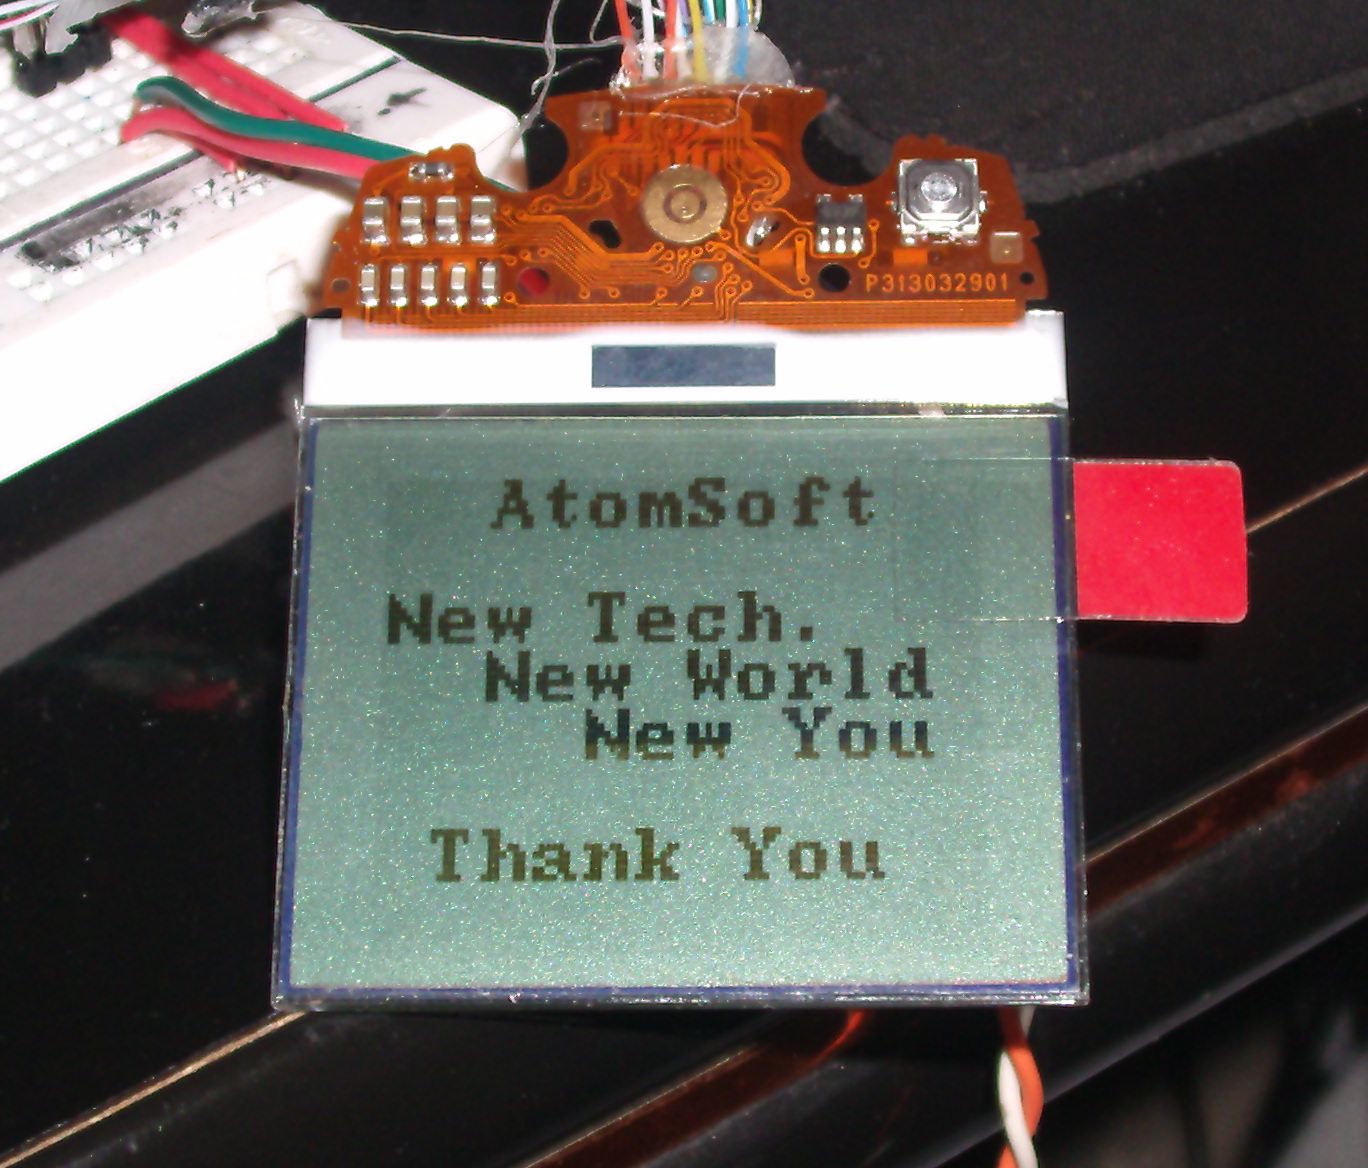 P313032901
AtomSoft
New Tech.
New World
New You
Thank You